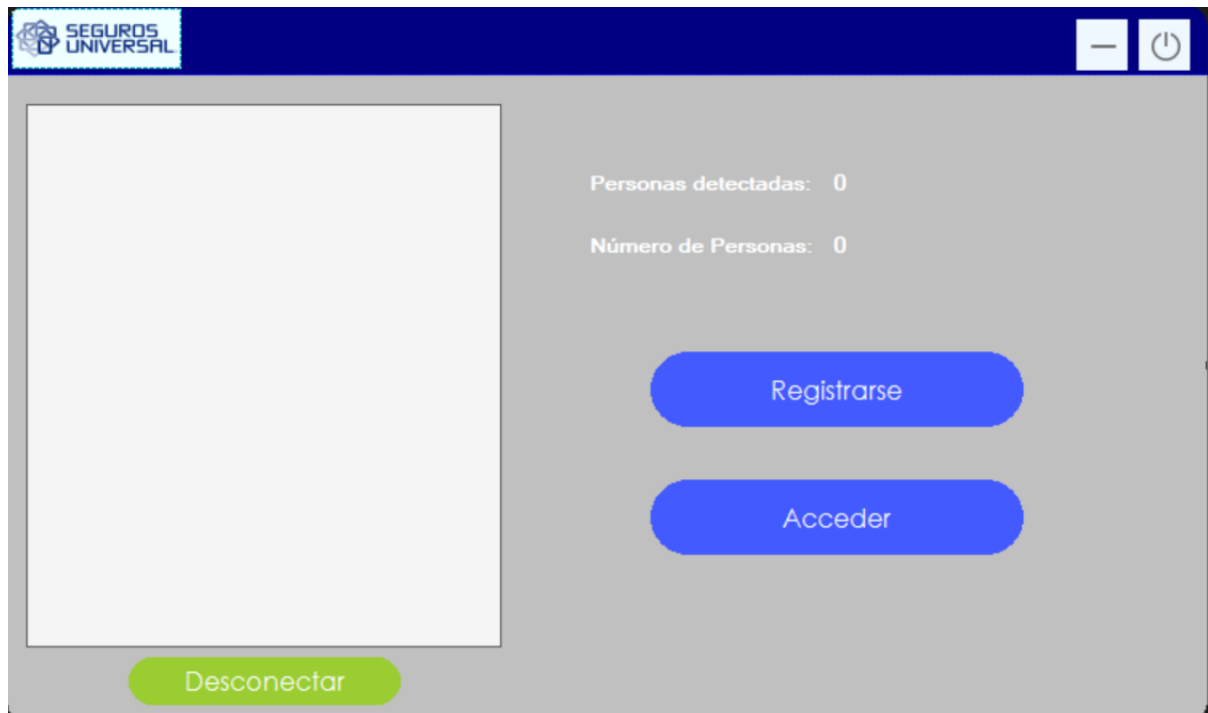 SEGUROS
UNIVERSAL
Personas detectadas: 0
Número de Personas: 0
Registrarse
Acceder
Desconectar